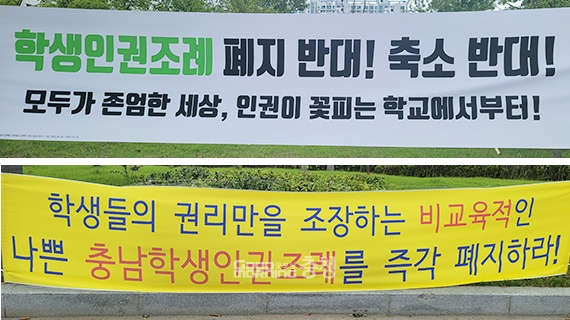 학생인권조례 폐지 반대! 축소 반대!
모두가 존엄한 세상, 인권이 꽃피는 학교에서부터!
학생들의 권리만을 조장하는 비교육적인
나쁜 충남학생인권조례를 즉각 폐지하라!